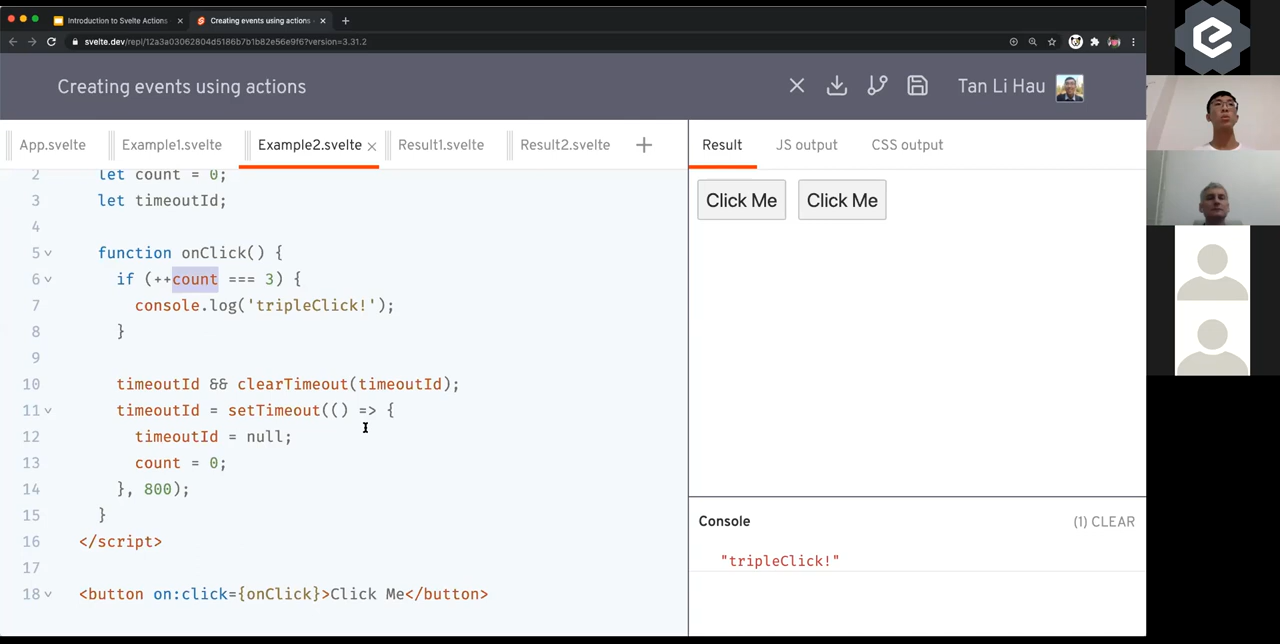 Introduction to Svelte Actions
Creating events using actions
svelte.dev/repl/12a3a03062804d5186b7b1b82e56e9f6?version=3.31.2
Creating events using actions
Tan Li Hau
App.svelte
Example1.svelte
Example2.svelte
Result1.svelte
Result2.svelte
Result
JS output
CSS output
2 let count = 0;
3 let timeoutId;
4
5 function onClick() {
6 if (++count === 3) {
7 console.log('tripleClick!');
8 }
9
10 timeoutId && clearTimeout(timeoutId);
11 timeoutId = setTimeout(() => {
12 timeoutId = null;
13 count = 0;
14 }, 800);
15 }
16 </script>
17
18 <button on:click={onClick}>Click Me</button>
Click Me
Click Me
Console
(1) CLEAR
"tripleClick!"